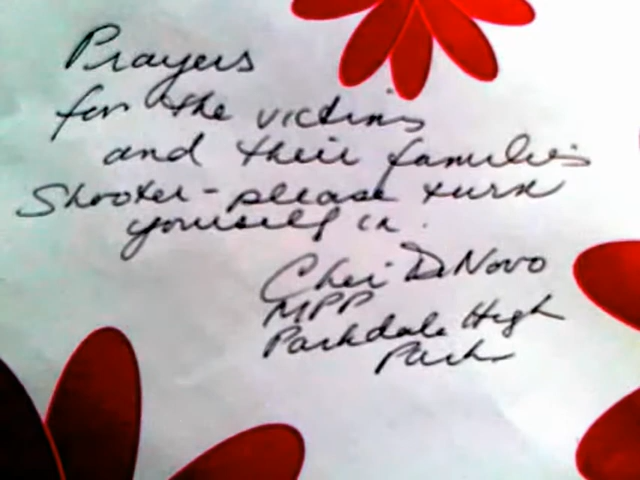 Prayers
for the victims
and their families
Shooter - please turn
yourself in.
Cheri DiNovo
MPP
Parkdale High
Park